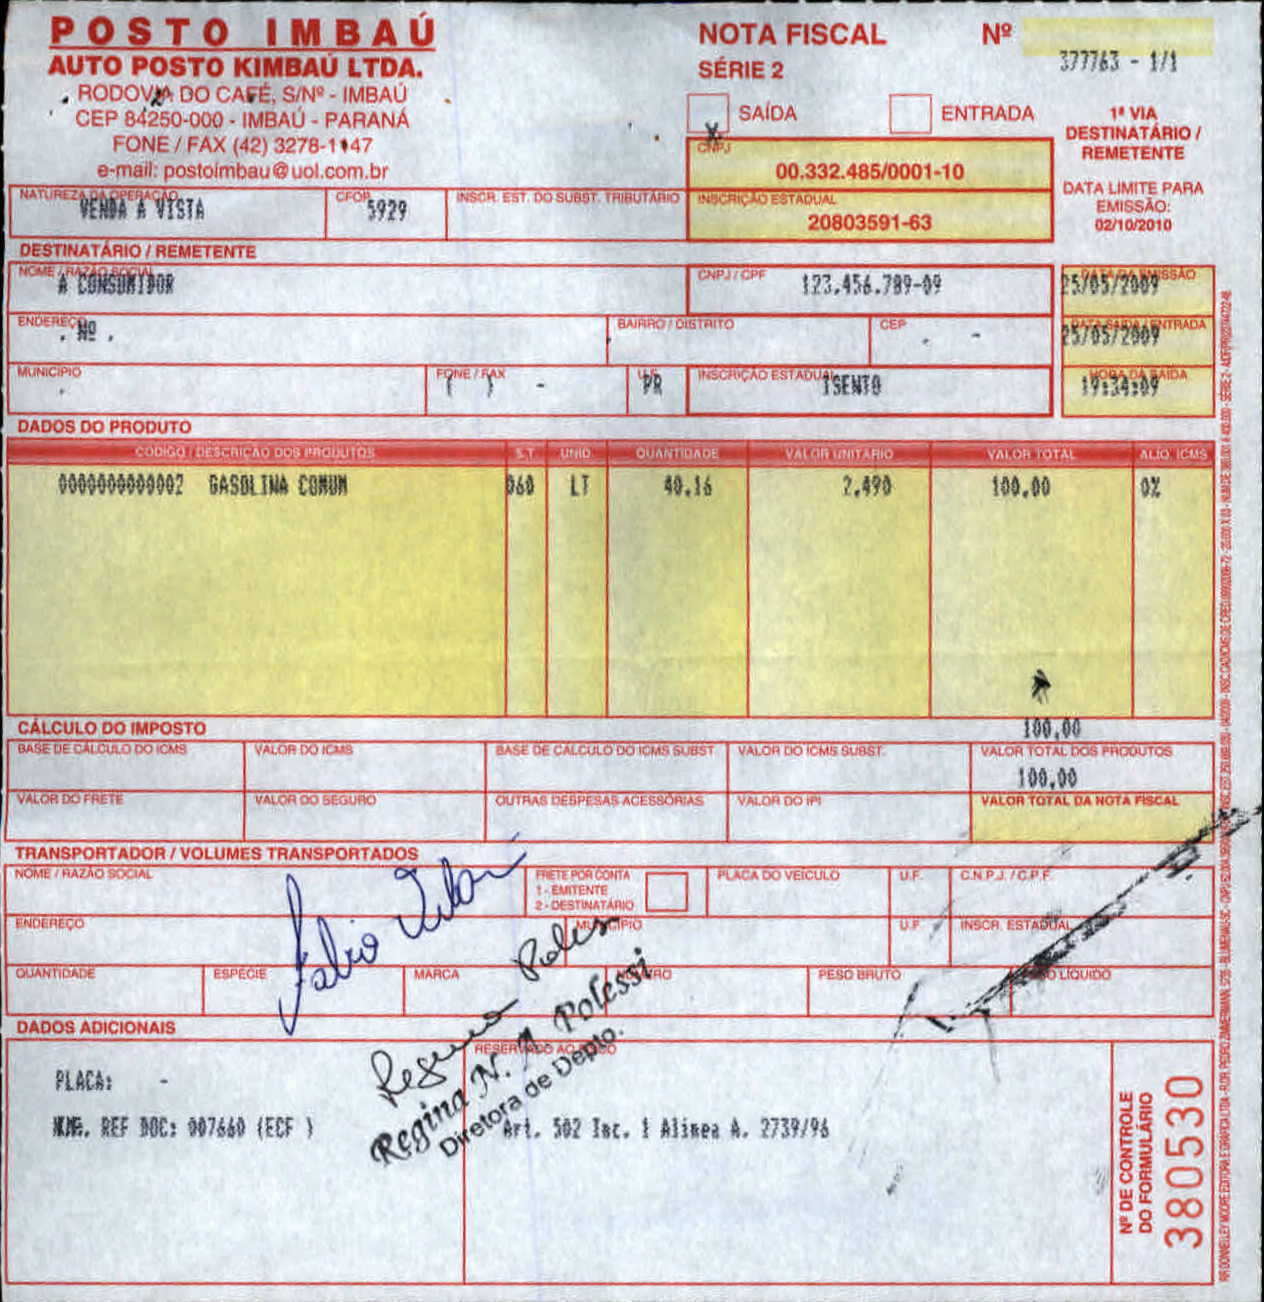 POSTO IMBAÚ
AUTO POSTO KIMBAÚ LTDA.
RODOVIA DO CAFÉ, S/Nº - IMBAÚ
CEP 84250-000 - IMBAÚ - PARANÁ
FONE / FAX (42) 3278-1147
e-mail: postoimbau@uol.com.br
NOTA FISCAL Nº
SÉRIE 2
377763 - 1/1
SAÍDA
ENTRADA
X
1ª VIA
DESTINATÁRIO /
REMETENTE
CNPJ
00.332.485/0001-10
DATA LIMITE PARA
EMISSÃO:
02/10/2010
NATUREZA DA OPERAÇÃO
VENDA A VISTA
CFOP
5929
INSCR. EST. DO SUBST. TRIBUTÁRIO
INSCRIÇÃO ESTADUAL
20803591-63
DESTINATÁRIO / REMETENTE
NOME / RAZÃO SOCIAL
A CONSUMIDOR
CNPJ / CPF
123.456.789-09
DATA DA EMISSÃO
25/05/2009
ENDEREÇO
. Nº .
BAIRRO / DISTRITO
CEP
. -
DATA SAÍDA / ENTRADA
25/05/2009
MUNICÍPIO
.
FONE / FAX
( ) -
U.F.
PR
INSCRIÇÃO ESTADUAL
ISENTO
HORA DA SAÍDA
19:34:09
DADOS DO PRODUTO
CÓDIGO / DESCRIÇÃO DOS PRODUTOS S.T. UNID. QUANTIDADE VALOR UNITÁRIO VALOR TOTAL ALÍQ. ICMS
0000000000002 GASOLINA COMUM 060 LT 40.16 2,490 100,00 0%
CÁLCULO DO IMPOSTO
100,00
BASE DE CÁLCULO DO ICMS VALOR DO ICMS BASE DE CÁLCULO DO ICMS SUBST VALOR DO ICMS SUBST. VALOR TOTAL DOS PRODUTOS
100,00
VALOR DO FRETE VALOR DO SEGURO OUTRAS DESPESAS ACESSÓRIAS VALOR DO IPI VALOR TOTAL DA NOTA FISCAL
TRANSPORTADOR / VOLUMES TRANSPORTADOS
NOME / RAZÃO SOCIAL
FRETE POR CONTA
1 - EMITENTE
2 - DESTINATÁRIO
PLACA DO VEÍCULO U.F. C.N.P.J. / C.P.F.
ENDEREÇO MUNICÍPIO U.F. INSCR. ESTADUAL
QUANTIDADE ESPÉCIE MARCA PESO BRUTO LÍQUIDO
Fabio
Regina N. Polessi
Diretora de Depto.
DADOS ADICIONAIS
RESERVADO AO FISCO
PLACA: -
NUM. REF DOC: 007660 (ECF )
Art. 502 Inc. 1 Alinea A. 2739/96
Nº DE CONTROLE
DO FORMULÁRIO
380530